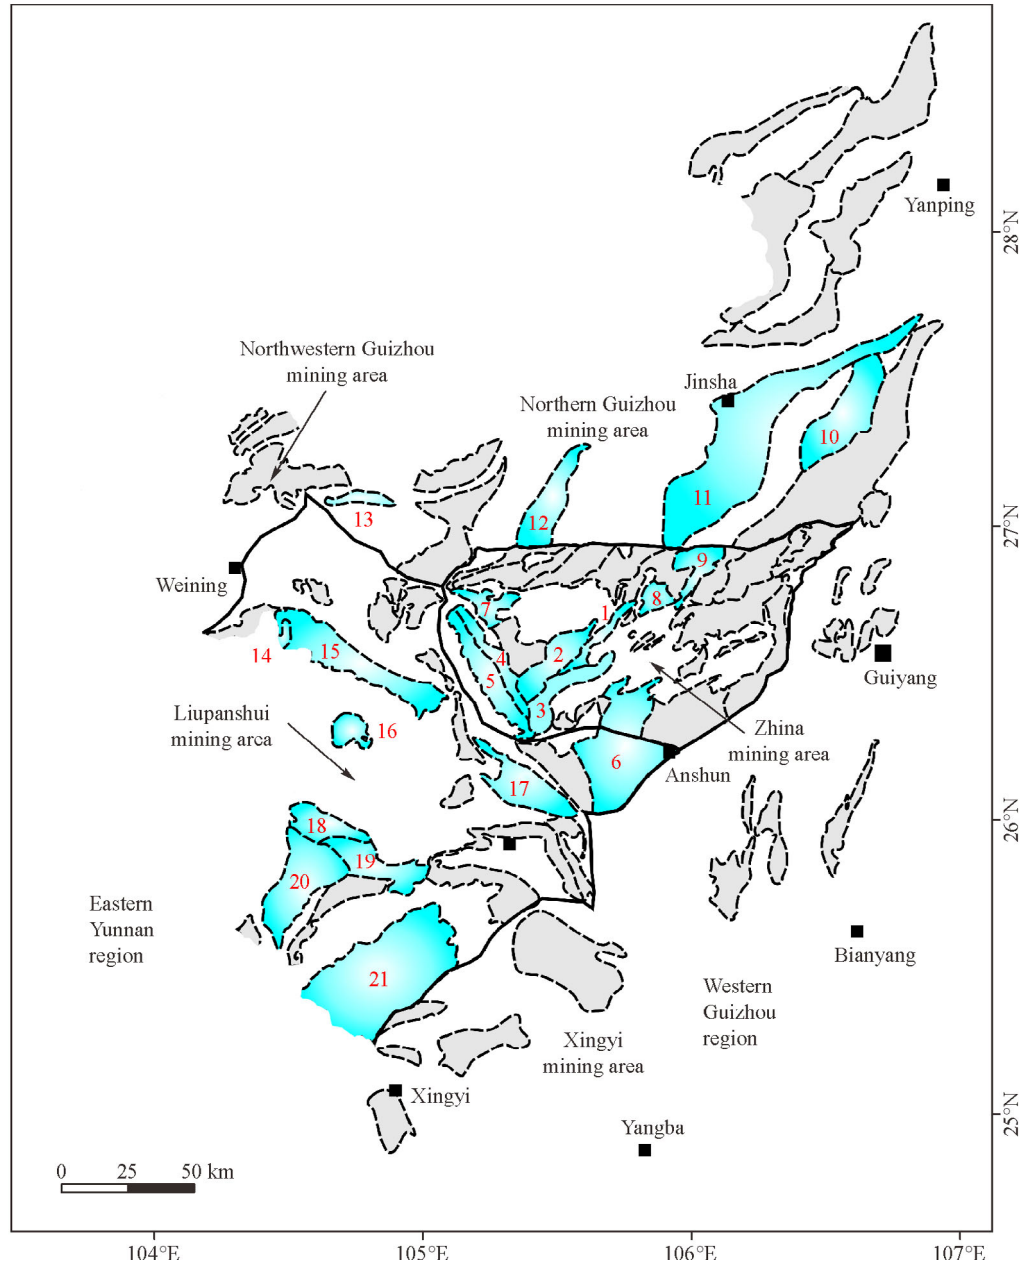 Yanping
28°N
Northwestern Guizhou
mining area
Jinsha
Northern Guizhou
mining area
10
11
12
13
27°N
9
Weining
8
7
1
14
15
4
2
5
Guiyang
3
Liupanshui
mining area
16
Zhina
mining area
6
Anshun
17
26°N
18
19
20
Eastern
Yunnan
region
Bianyang
21
Western
Guizhou
region
Xingyi
mining area
Xingyi
25°N
Yangba
0 25 50 km
104°E 105°E 106°E 107°E